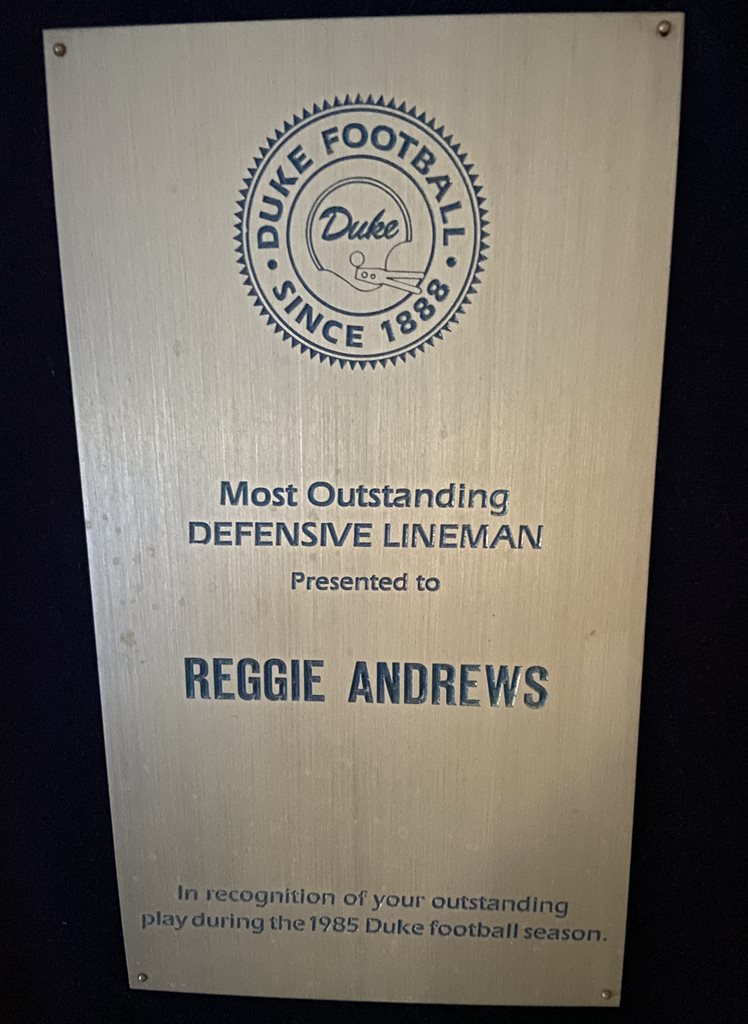 DUKE FOOTBALL
Duke
• SINCE 1888 •
Most Outstanding
DEFENSIVE LINEMAN
Presented to
REGGIE ANDREWS
In recognition of your outstanding
play during the 1985 Duke football season.